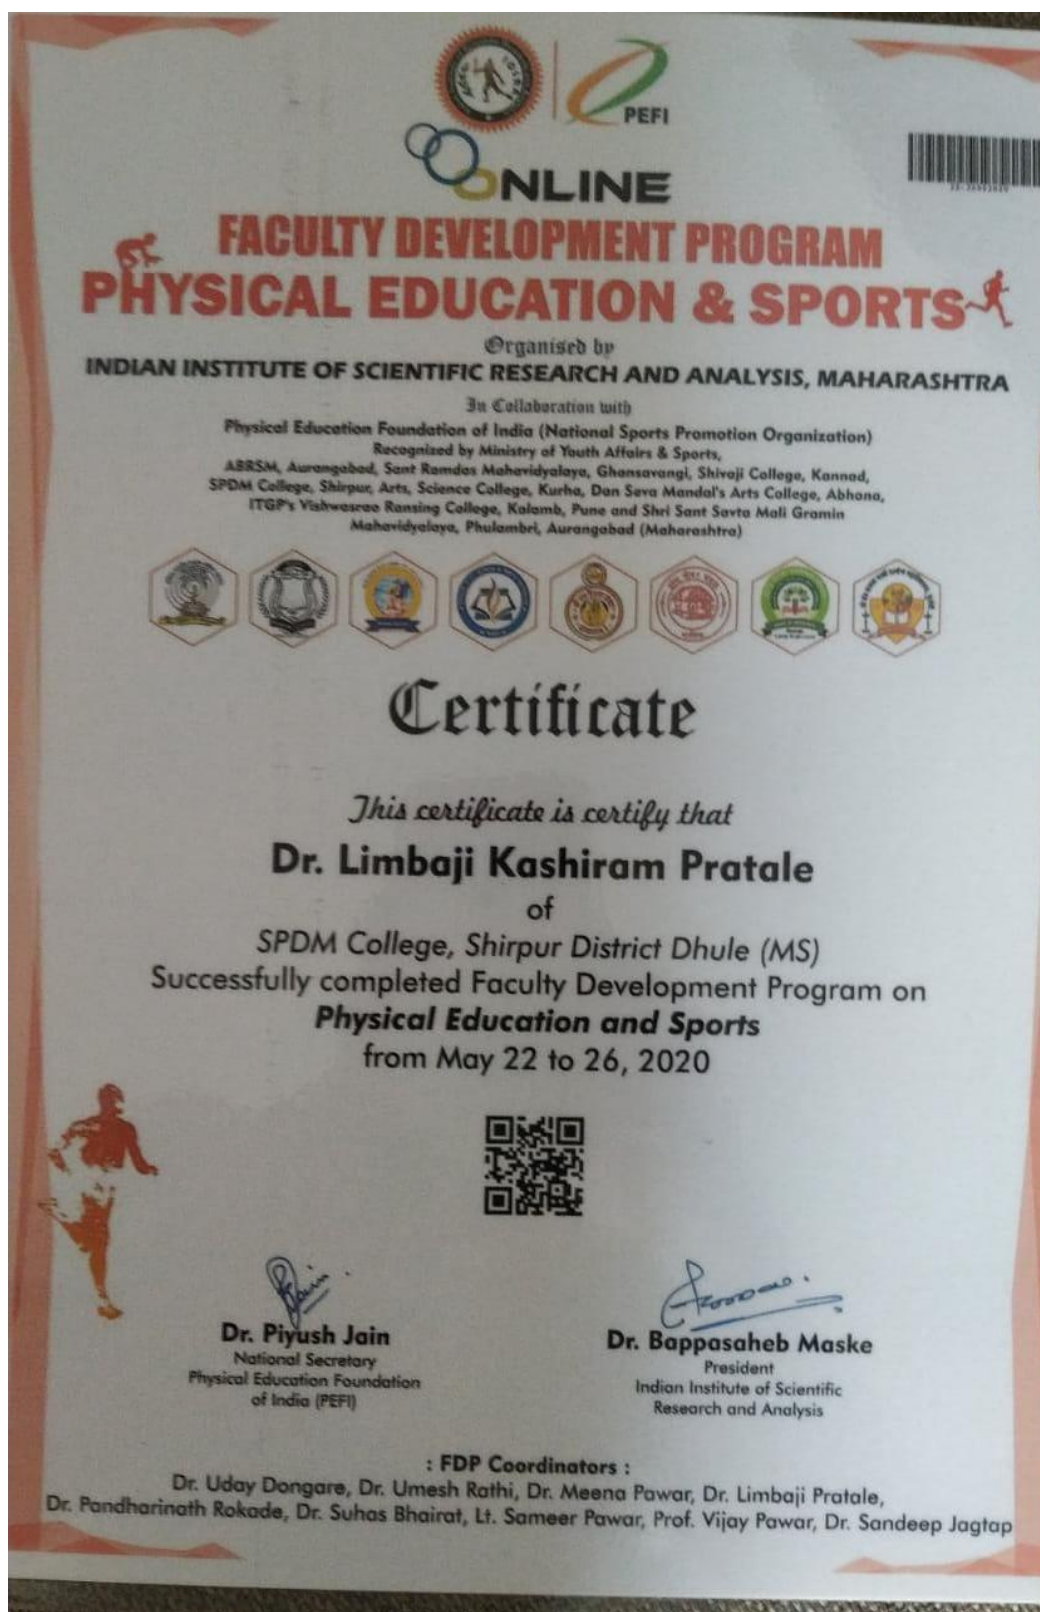 PEFI
ONLINE
FACULTY DEVELOPMENT PROGRAM
PHYSICAL EDUCATION & SPORTS
Organised by
INDIAN INSTITUTE OF SCIENTIFIC RESEARCH AND ANALYSIS, MAHARASHTRA
In Collaboration with
Physical Education Foundation of India (National Sports Promotion Organization)
Recognized by Ministry of Youth Affairs & Sports,
ABRSM, Aurangabad, Sant Ramdas Mahavidyalaya, Ghansavangi, Shivaji College, Kannad,
SPDM College, Shirpur, Arts, Science College, Kurha, Dan Seva Mandal's Arts College, Abhona,
ITGP's Vishwasrao Ransing College, Kalamb, Pune and Shri Sant Savta Mali Gramin
Mahavidyalaya, Phulambri, Aurangabad (Maharashtra)
Certificate
This certificate is certify that
Dr. Limbaji Kashiram Pratale
of
SPDM College, Shirpur District Dhule (MS)
Successfully completed Faculty Development Program on
Physical Education and Sports
from May 22 to 26, 2020
Dr. Piyush Jain
National Secretary
Physical Education Foundation
of India (PEFI)
Dr. Bappasaheb Maske
President
Indian Institute of Scientific
Research and Analysis
: FDP Coordinators :
Dr. Uday Dongare, Dr. Umesh Rathi, Dr. Meena Pawar, Dr. Limbaji Pratale,
Dr. Pandharinath Rokade, Dr. Suhas Bhairat, Lt. Sameer Pawar, Prof. Vijay Pawar, Dr. Sandeep Jagtap